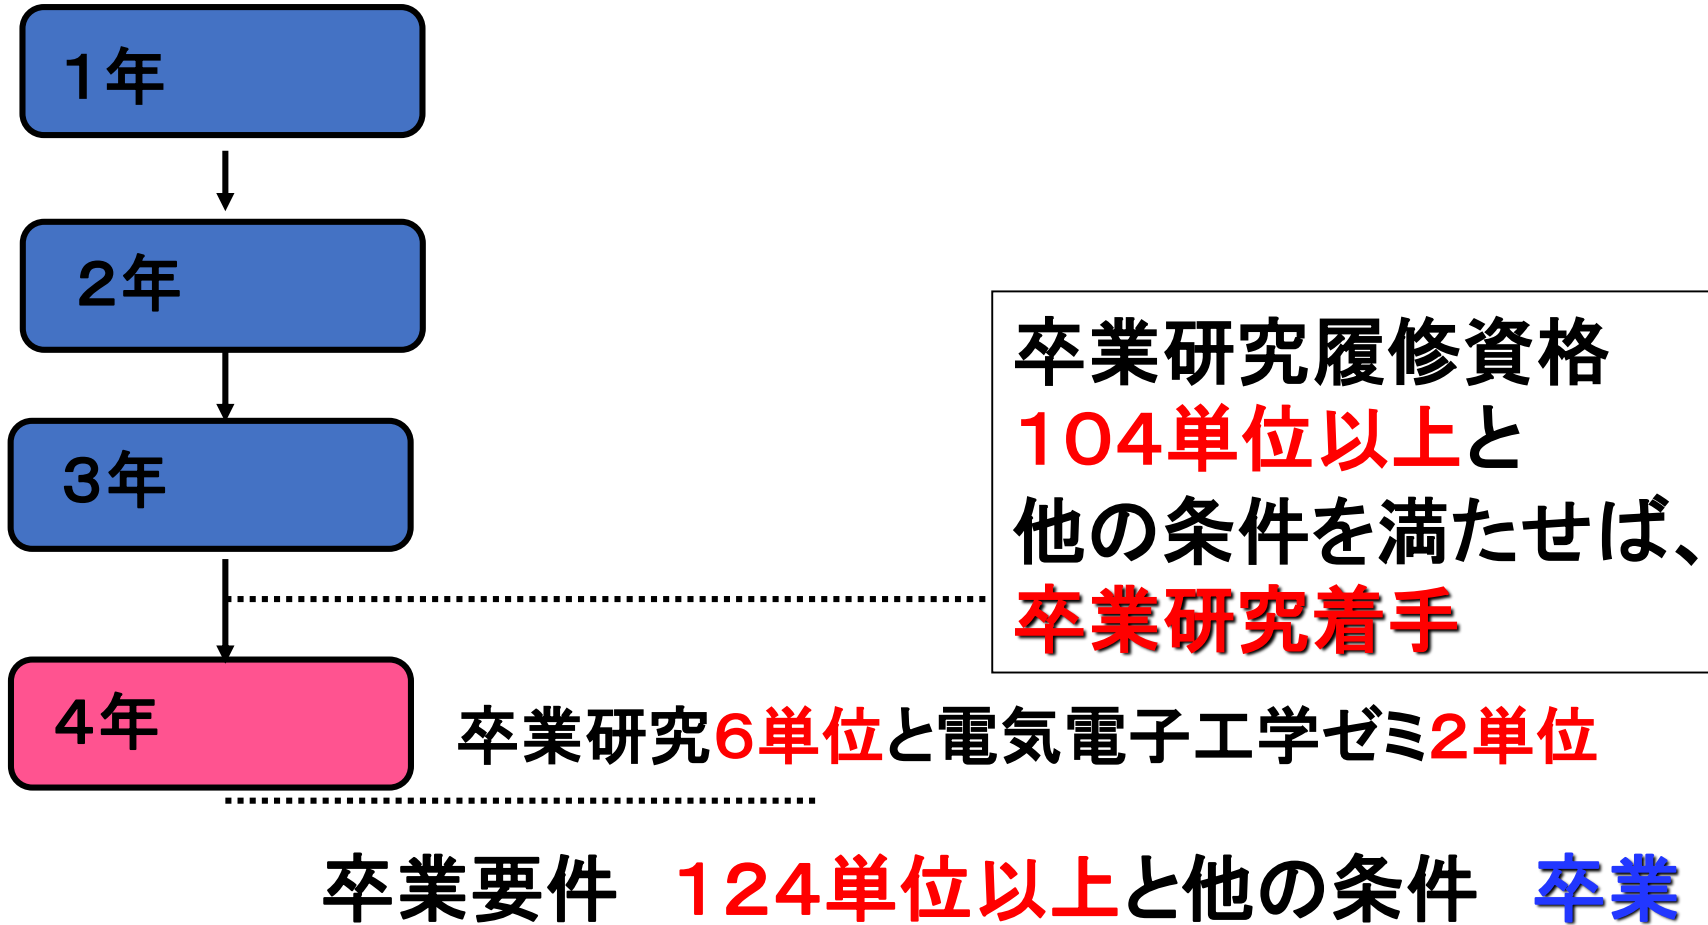 １年
２年
３年
４年
卒業研究履修資格
１０４単位以上と
他の条件を満たせば、
卒業研究着手
卒業研究６単位と電気電子工学ゼミ２単位
卒業要件　１２４単位以上と他の条件　卒業